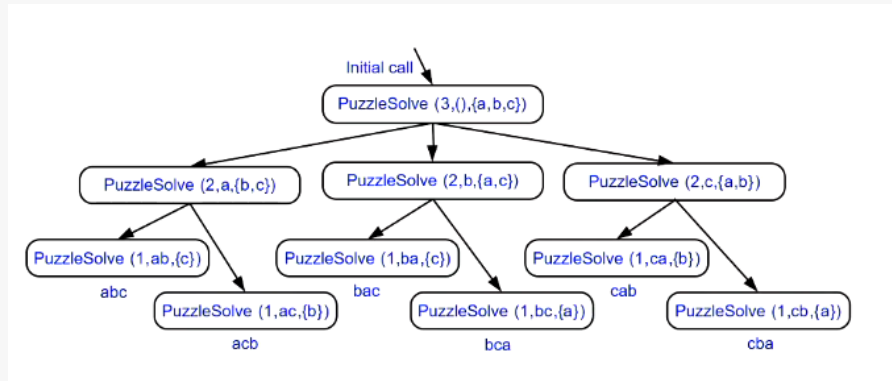 Initial call
PuzzleSolve (3,(),{a,b,c})
PuzzleSolve (2,a,{b,c})
PuzzleSolve (2,b,{a,c})
PuzzleSolve (2,c,{a,b})
PuzzleSolve (1,ab,{c})
PuzzleSolve (1,ba,{c})
PuzzleSolve (1,ca,{b})
abc
bac
cab
PuzzleSolve (1,ac,{b})
PuzzleSolve (1,bc,{a})
PuzzleSolve (1,cb,{a})
acb
bca
cba